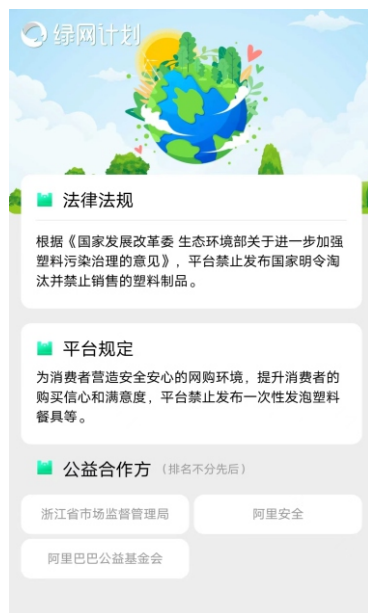 绿网计划
法律法规
根据《国家发展改革委 生态环境部关于进一步加强
塑料污染治理的意见》，平台禁止发布国家明令淘
汰并禁止销售的塑料制品。
平台规定
为消费者营造安全安心的网购环境，提升消费者的
购买信心和满意度，平台禁止发布一次性发泡塑料
餐具等。
公益合作方（排名不分先后）
浙江省市场监督管理局
阿里安全
阿里巴巴公益基金会